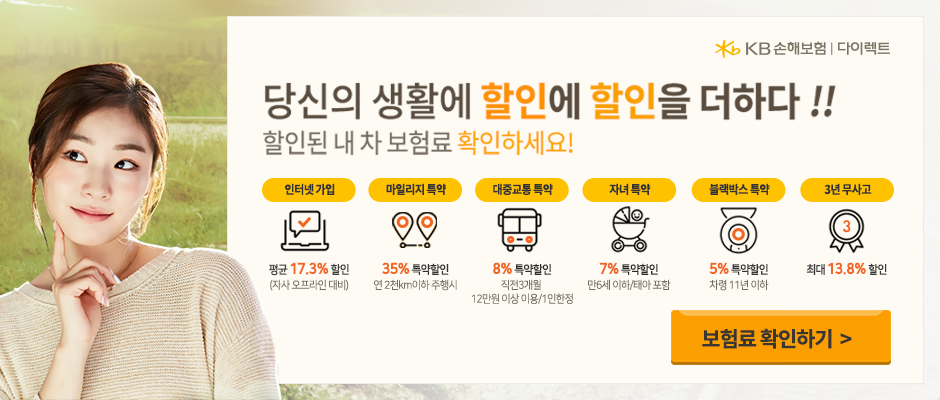 KB손해보험 | 다이렉트
당신의 생활에 할인에 할인을 더하다 !!
할인된 내 차 보험료 확인하세요!
인터넷 가입
평균 17.3% 할인
(자사 오프라인 대비)
마일리지 특약
35% 특약할인
연 2천km이하 주행시
대중교통 특약
8% 특약할인
직전3개월
12만원 이상 이용/1인한정
자녀 특약
7% 특약할인
만6세 이하/태아 포함
블랙박스 특약
5% 특약할인
차령 11년 이하
3년 무사고
3
최대 13.8% 할인
보험료 확인하기 >